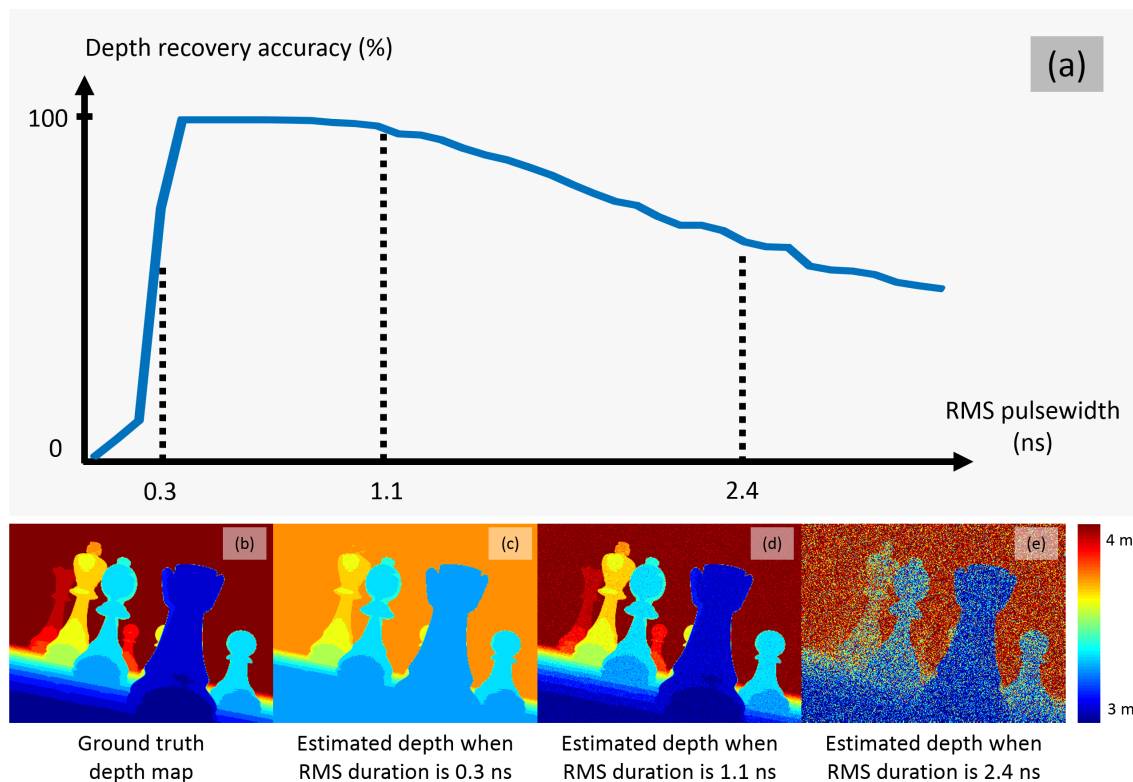 Depth recovery accuracy (%)
(a)
100
0
RMS pulsewidth
(ns)
0.3
1.1
2.4
(b)
(c)
(d)
(e)
4 m
3 m
Ground truth
depth map
Estimated depth when
RMS duration is 0.3 ns
Estimated depth when
RMS duration is 1.1 ns
Estimated depth when
RMS duration is 2.4 ns